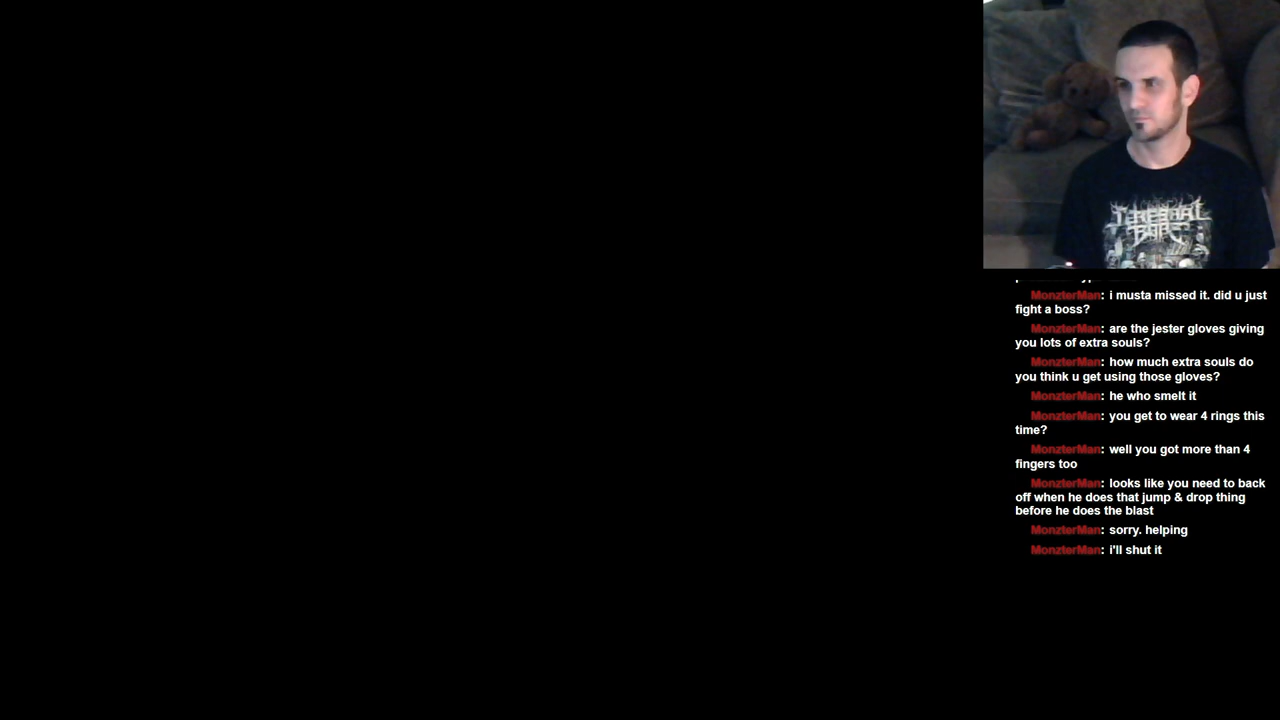 MonzterMan: i musta missed it. did u just
fight a boss?
MonzterMan: are the jester gloves giving
you lots of extra souls?
MonzterMan: how much extra souls do
you think u get using those gloves?
MonzterMan: he who smelt it
MonzterMan: you get to wear 4 rings this
time?
MonzterMan: well you got more than 4
fingers too
MonzterMan: looks like you need to back
off when he does that jump & drop thing
before he does the blast
MonzterMan: sorry. helping
MonzterMan: i'll shut it